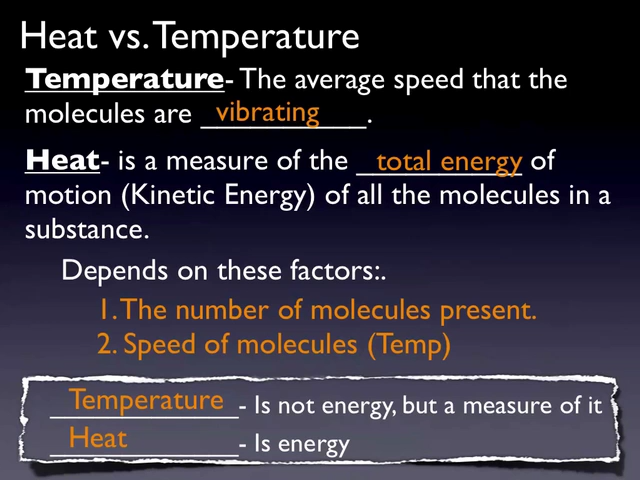 Heat vs. Temperature
Temperature- The average speed that the
molecules are vibrating.
Heat- is a measure of the total energy of
motion (Kinetic Energy) of all the molecules in a
substance.
Depends on these factors:.
1. The number of molecules present.
2. Speed of molecules (Temp)
Temperature- Is not energy, but a measure of it
Heat- Is energy